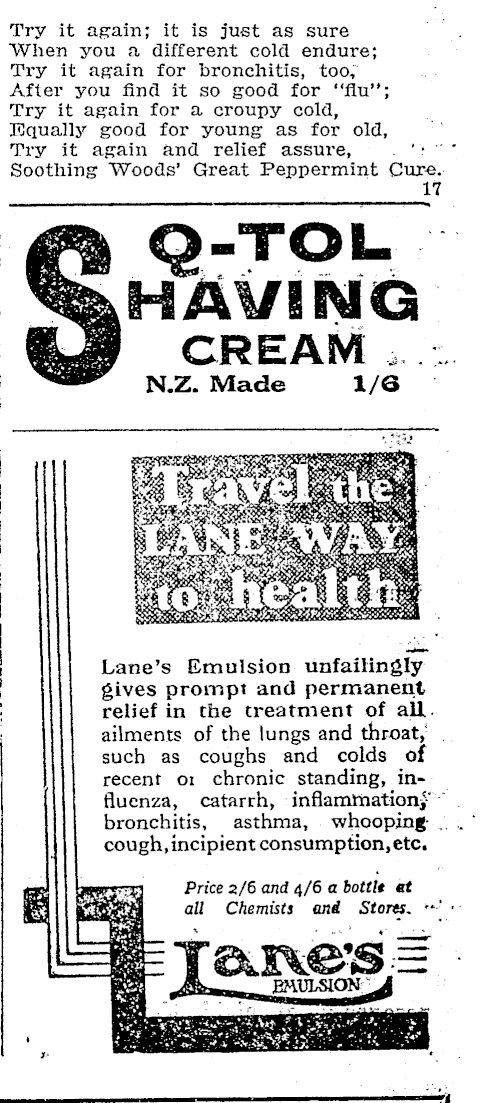 Try it again; it is just as sure
When you a different cold endure;
Try it again for bronchitis, too,
After you find it so good for "flu";
Try it again for a croupy cold,
Equally good for young as for old,
Try it again and relief assure,
Soothing Woods' Great Peppermint Cure.
17
SQ-TOL
SHAVING
CREAM
N.Z. Made 1/6
Travel the
LANE WAY
to health
Lane's Emulsion unfailingly
gives prompt and permanent
relief in the treatment of all
ailments of the lungs and throat,
such as coughs and colds of
recent or chronic standing, in-
fluenza, catarrh, inflammation,
bronchitis, asthma, whooping
cough, incipient consumption, etc.
Price 2/6 and 4/6 a bottle at
all Chemists and Stores.
Lane's
EMULSION